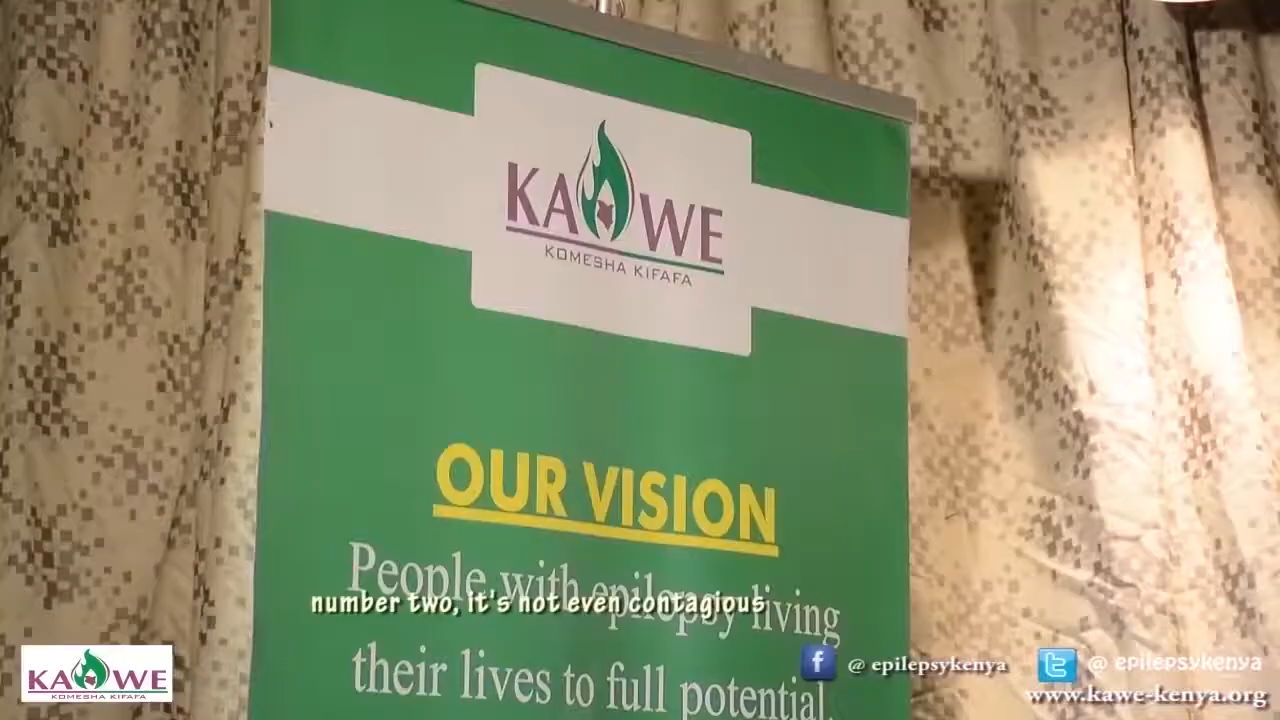 KAWE
KOMESHA KIFAFA
OUR VISION
People with epilepsy living
number two, it's not even contagious
their lives to full potential.
KAWE
KOMESHA KIFAFA
@ epilepsykenya
@ epilepsykenya
www.kawe-kenya.org